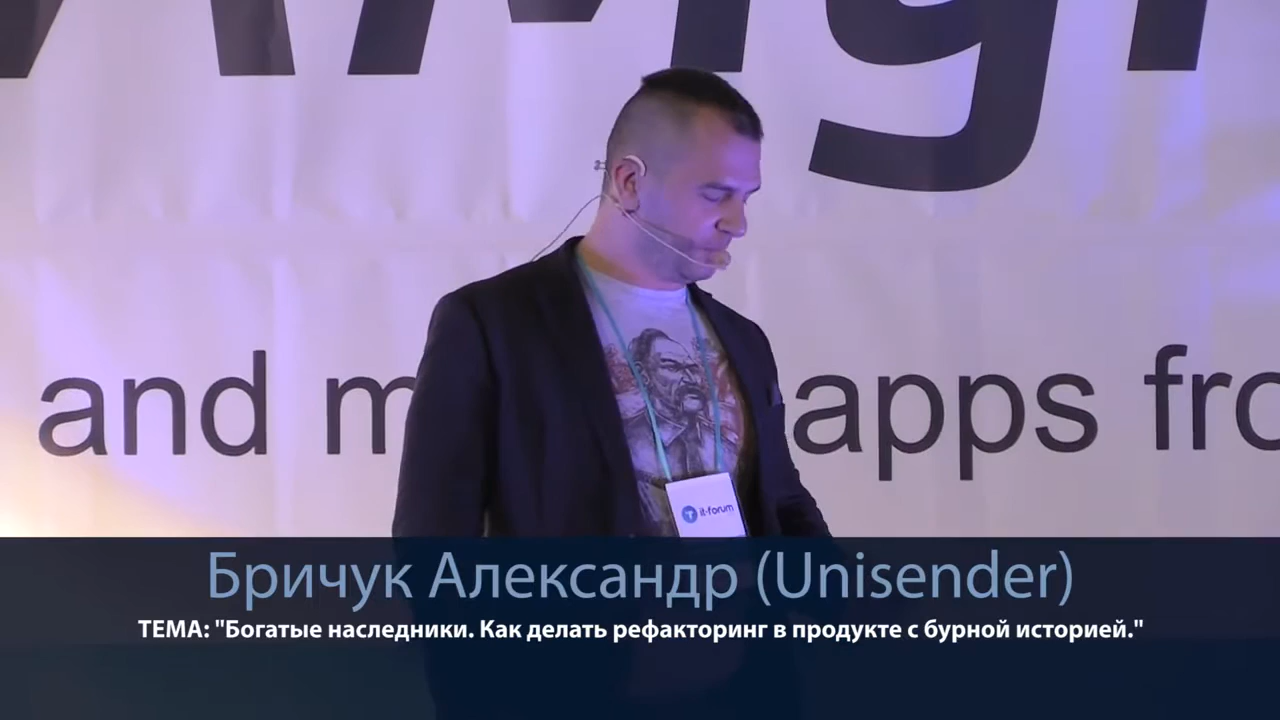 and m apps fro
it-forum
Бричук Александр (Unisender)
ТЕМА: "Богатые наследники. Как делать рефакторинг в продукте с бурной историей."